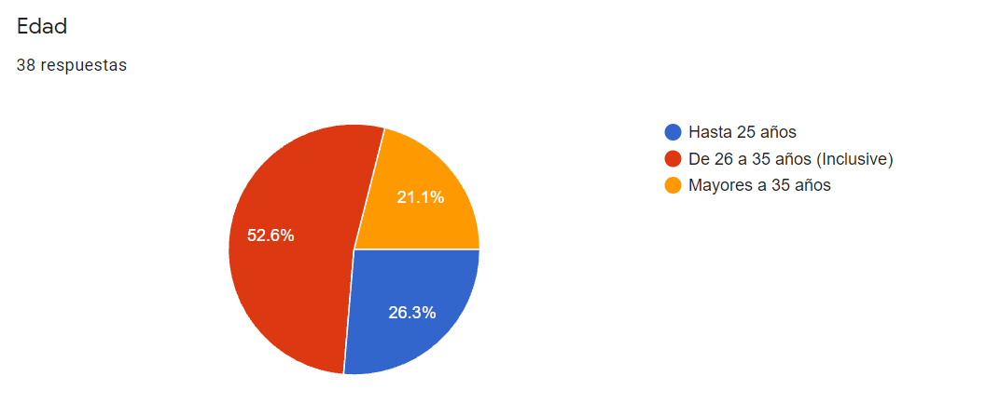 Edad
38 respuestas
Hasta 25 años
De 26 a 35 años (Inclusive)
Mayores a 35 años
21.1%
52.6%
26.3%